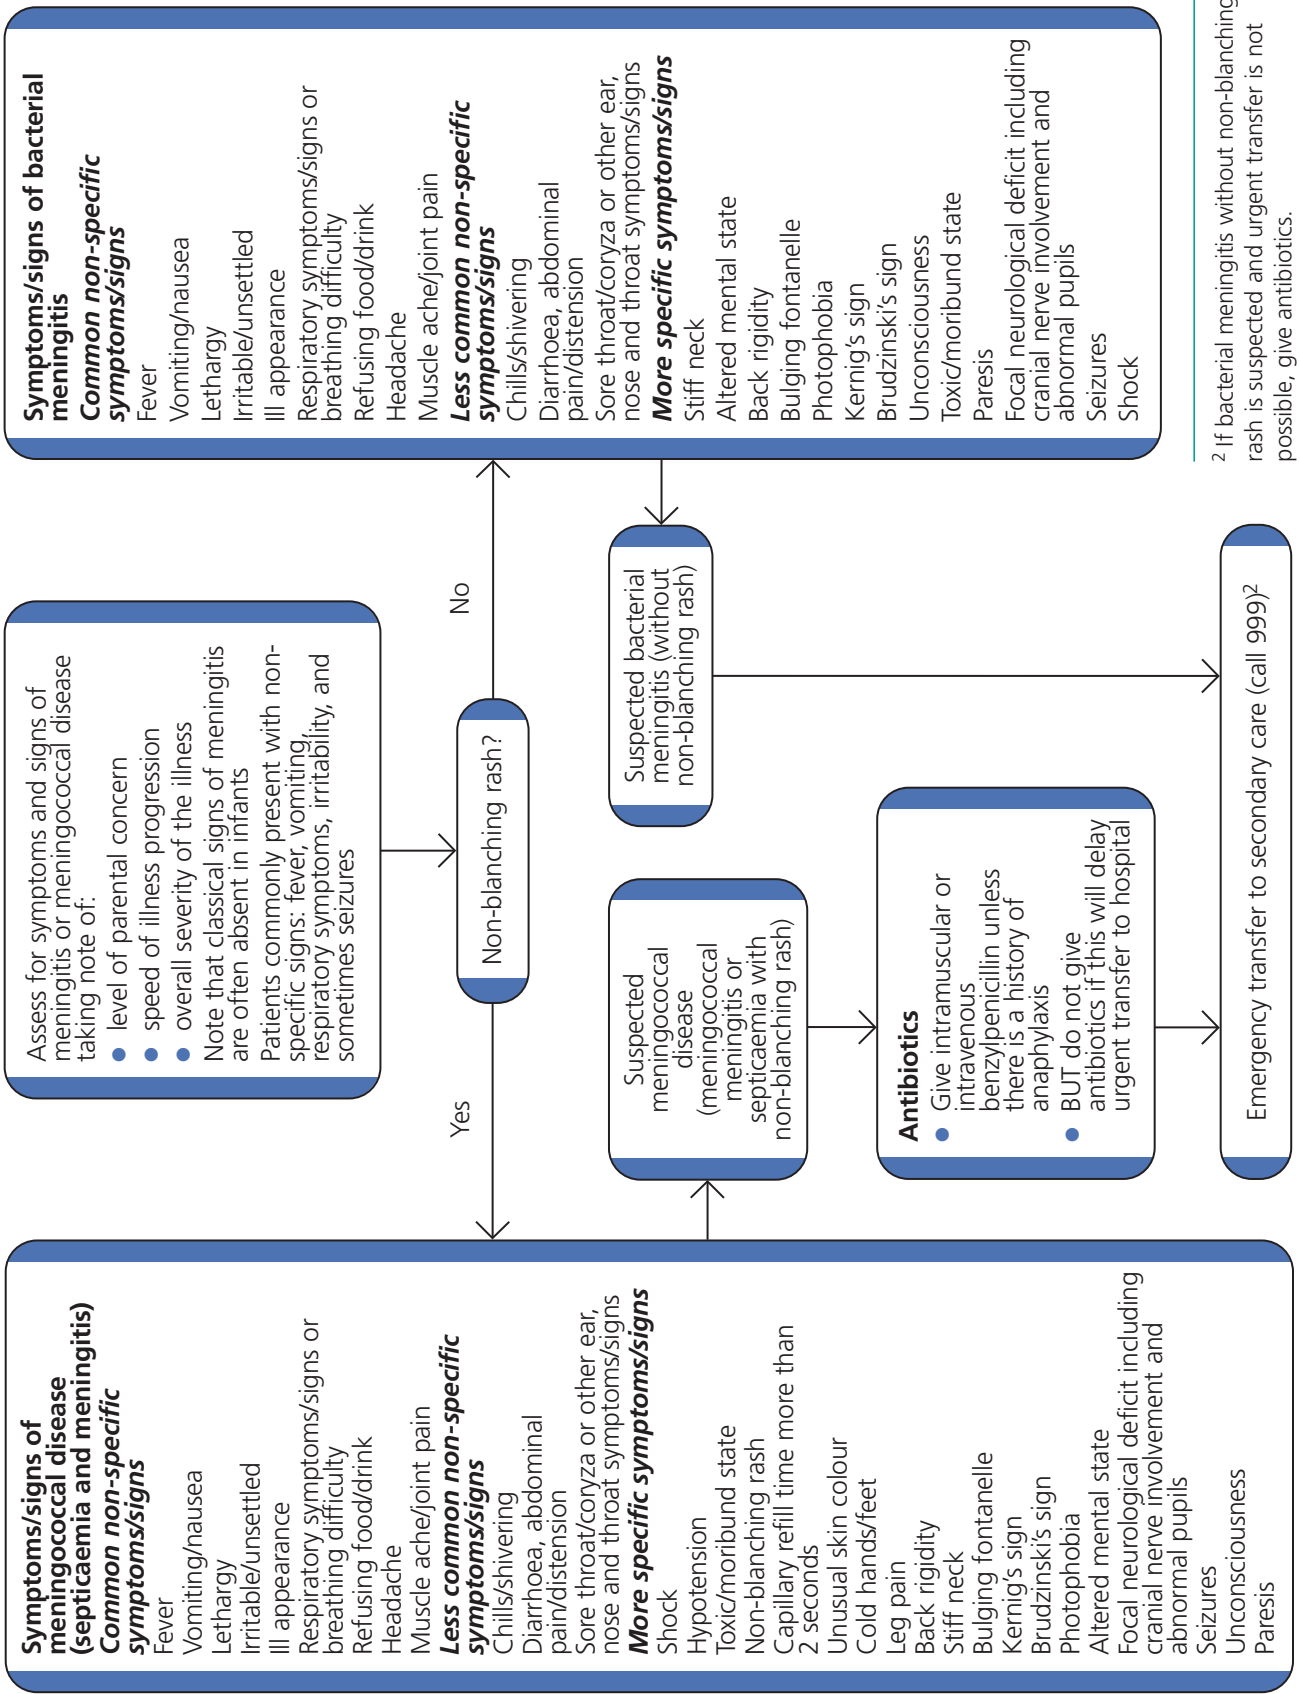 Symptoms/signs of
meningococcal disease
(septicaemia and meningitis)
Common non-specific
symptoms/signs
Fever
Vomiting/nausea
Lethargy
Irritable/unsettled
Ill appearance
Respiratory symptoms/signs or
breathing difficulty
Refusing food/drink
Headache
Muscle ache/joint pain
Less common non-specific
symptoms/signs
Chills/shivering
Diarrhoea, abdominal
pain/distension
Sore throat/coryza or other ear,
nose and throat symptoms/signs
More specific symptoms/signs
Shock
Hypotension
Toxic/moribund state
Non-blanching rash
Capillary refill time more than
2 seconds
Unusual skin colour
Cold hands/feet
Leg pain
Back rigidity
Stiff neck
Bulging fontanelle
Kernig's sign
Brudzinski's sign
Photophobia
Altered mental state
Focal neurological deficit including
cranial nerve involvement and
abnormal pupils
Seizures
Unconsciousness
Paresis
Assess for symptoms and signs of
meningitis or meningococcal disease
taking note of:
● level of parental concern
● speed of illness progression
● overall severity of the illness
Note that classical signs of meningitis
are often absent in infants
Patients commonly present with non-
specific signs: fever, vomiting,
respiratory symptoms, irritability, and
sometimes seizures
Yes
No
Non-blanching rash?
Suspected
meningococcal
disease
(meningococcal
meningitis or
septicaemia with
non-blanching rash)
Suspected bacterial
meningitis (without
non-blanching rash)
Antibiotics
● Give intramuscular or
intravenous
benzylpenicillin unless
there is a history of
anaphylaxis
● BUT do not give
antibiotics if this will delay
urgent transfer to hospital
Emergency transfer to secondary care (call 999)²
Symptoms/signs of bacterial
meningitis
Common non-specific
symptoms/signs
Fever
Vomiting/nausea
Lethargy
Irritable/unsettled
Ill appearance
Respiratory symptoms/signs or
breathing difficulty
Refusing food/drink
Headache
Muscle ache/joint pain
Less common non-specific
symptoms/signs
Chills/shivering
Diarrhoea, abdominal
pain/distension
Sore throat/coryza or other ear,
nose and throat symptoms/signs
More specific symptoms/signs
Stiff neck
Altered mental state
Back rigidity
Bulging fontanelle
Photophobia
Kernig's sign
Brudzinski's sign
Unconsciousness
Toxic/moribund state
Paresis
Focal neurological deficit including
cranial nerve involvement and
abnormal pupils
Seizures
Shock
² If bacterial meningitis without non-blanching
rash is suspected and urgent transfer is not
possible, give antibiotics.